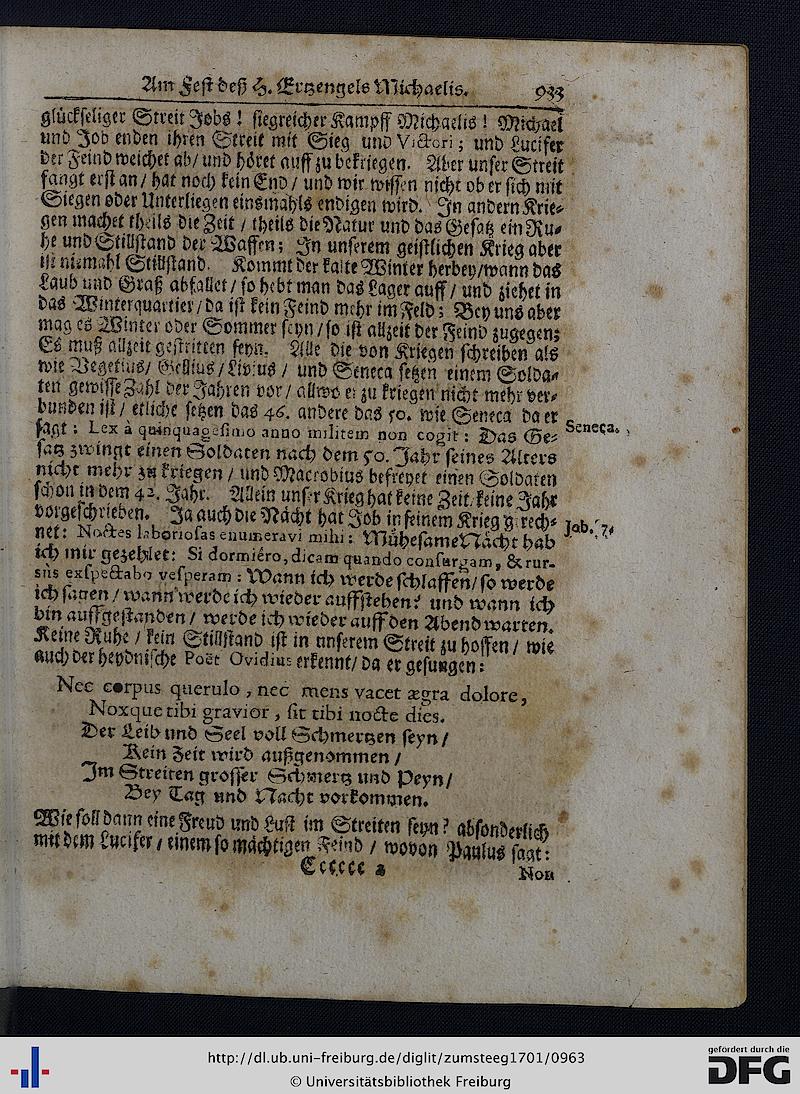 Am Fest deß H. Ertzengels Michaelis. 933
glückseliger Streit Jobs! siegreicher Kampff Michaelis! Michael
und Job enden ihren Streit mit Sieg und Victori; und Lucifer
der Feind weichet ab/ und höret auff zu bekriegen. Aber unser Streit
fangt erst an/ hat noch kein End/ und wir wissen nicht ob er sich mit
Siegen oder Unterliegen einsmahls endigen wird. In andern Krie-
gen machet theils die Zeit/ theils die Natur und das Gesatz ein Ru-
he und Stillstand der Waffen; In unserem geistlichen Krieg aber
ist niemahl Stillstand. Kommt der kalte Winter herbey/wann das
Laub und Graß abfallet/ so hebt man das Lager auff/ und ziehet in
das Winterquartier/da ist kein Feind mehr im Feld; Bey uns aber
mag es Winter oder Sommer seyn/so ist allzeit der Feind zugegen;
Es muß allzeit gestritten seyn. Alle die von Kriegen schreiben als
wie Vegetius/ Gellius/ Livius/ und Seneca setzen einem Solda-
ten gewisse Zahl der Jahren vor/ allwo er zu kriegen nicht mehr ver-
bunden ist/ etliche setzen das 46. andere das 50. wie Seneca da er
sagt: Lex à quinquagesimo anno militem non cogit: Das Ge-
Seneca.
satz zwingt einen Soldaten nach dem 50. Jahr seines Alters
nicht mehr zu kriegen/ und Macrobius befreyet einen Soldaten
schon in dem 42. Jahr. Allein unser Krieg hat keine Zeit/keine Jahr
vorgeschrieben. Ja auch die Nächt hat Job in seinem Krieg gerech-
Job. 7.
net: Noctes laboriosas enumeravi mihi: Mühesame Nächt hab
ich mir gezehlet: Si dormiéro, dicam quando consurgam, & rur-
sus exspectabo vesperam: Wann ich werde schlaffen/ so werde
ich sagen/ wann werde ich wieder auffstehen? und wann ich
bin auffgestanden/ werde ich wieder auff den Abend warten.
Keine Ruhe/ kein Stillstand ist in unserem Streit zu hoffen/ wie
auch der heydnische Poët Ovidius erkennt/ da er gesungen:
Nec corpus querulo, nec mens vacet ægra dolore,
Noxque tibi gravior, sit tibi nocte dies.
Der Leib und Seel voll Schmertzen seyn/
Kein Zeit wird außgenommen/
Im Streiten grosser Schmertz und Peyn/
Bey Tag und Nacht vorkommen.
Wie soll dann eine Freud und Lust im Streiten seyn? absonderlich
mit dem Lucifer/ einem so mächtigen Feind/ wovon Paulus sagt:
Cccccc 2 Non
http://dl.ub.uni-freiburg.de/diglit/zumsteeg1701/0963
© Universitätsbibliothek Freiburg
gefördert durch die
DFG